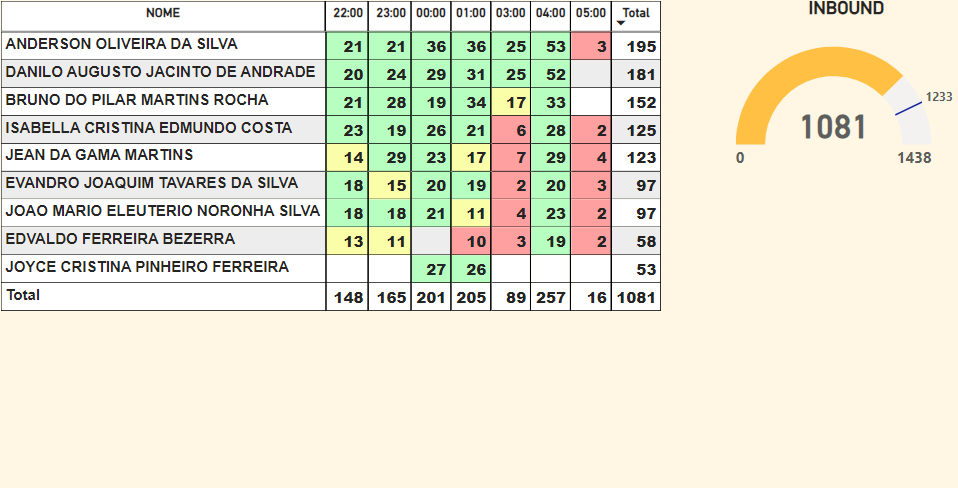 NOME 22:00 23:00 00:00 01:00 03:00 04:00 05:00 Total
ANDERSON OLIVEIRA DA SILVA 21 21 36 36 25 53 3 195
DANILO AUGUSTO JACINTO DE ANDRADE 20 24 29 31 25 52 181
BRUNO DO PILAR MARTINS ROCHA 21 28 19 34 17 33 152
ISABELLA CRISTINA EDMUNDO COSTA 23 19 26 21 6 28 2 125
JEAN DA GAMA MARTINS 14 29 23 17 7 29 4 123
EVANDRO JOAQUIM TAVARES DA SILVA 18 15 20 19 2 20 3 97
JOAO MARIO ELEUTERIO NORONHA SILVA 18 18 21 11 4 23 2 97
EDVALDO FERREIRA BEZERRA 13 11 10 3 19 2 58
JOYCE CRISTINA PINHEIRO FERREIRA 27 26 53
Total 148 165 201 205 89 257 16 1081
INBOUND
1233
1081
0 1438